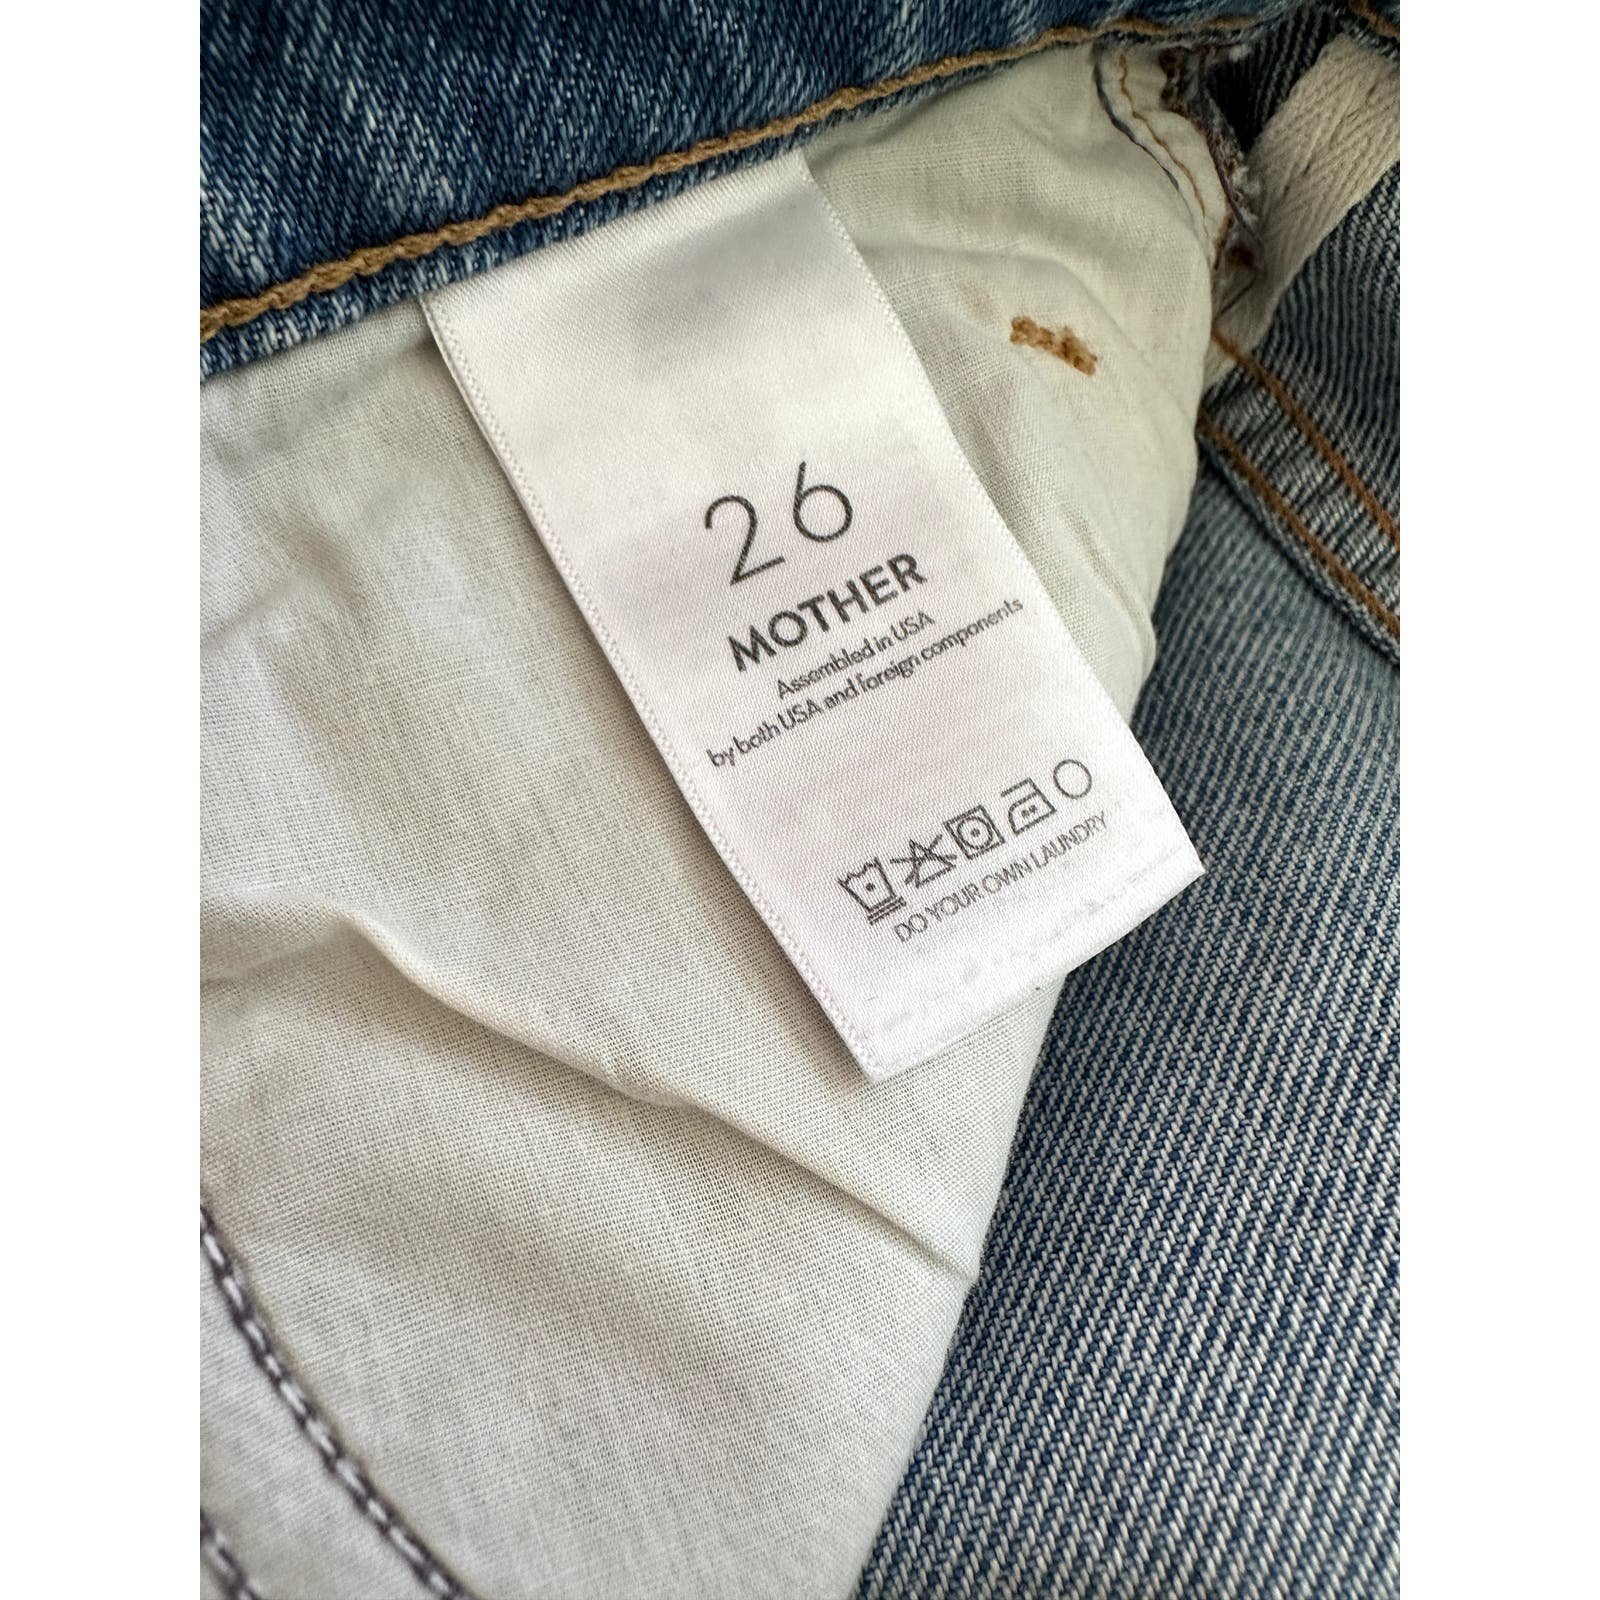 26
MOTHER
Assembled in USA
by both USA and foreign components
DO YOUR OWN LAUNDRY